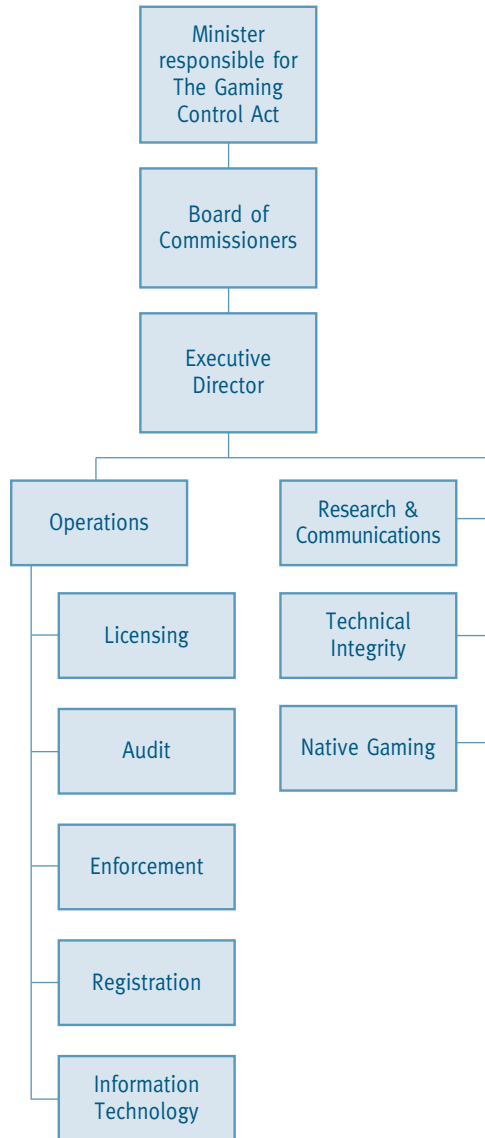 Minister
responsible for
The Gaming
Control Act
Board of
Commissioners
Executive
Director
Operations
Licensing
Audit
Enforcement
Registration
Information
Technology
Research &
Communications
Technical
Integrity
Native Gaming